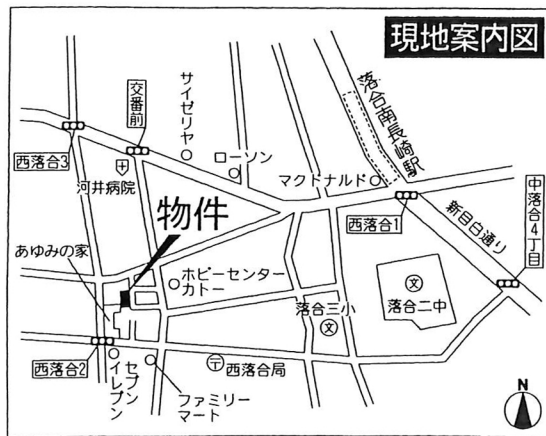 現地案内図
落合南長崎駅
サイゼリヤ
交番前
ローソン
西落合3
河井病院
マクドナルド
西落合1
新目白通り
中落合4丁目
物件
あゆみの家
ホビーセンター
カトー
落合三小
文
文
落合二中
西落合2
セブン
イレブン
ファミリー
マート
〒
西落合局
N